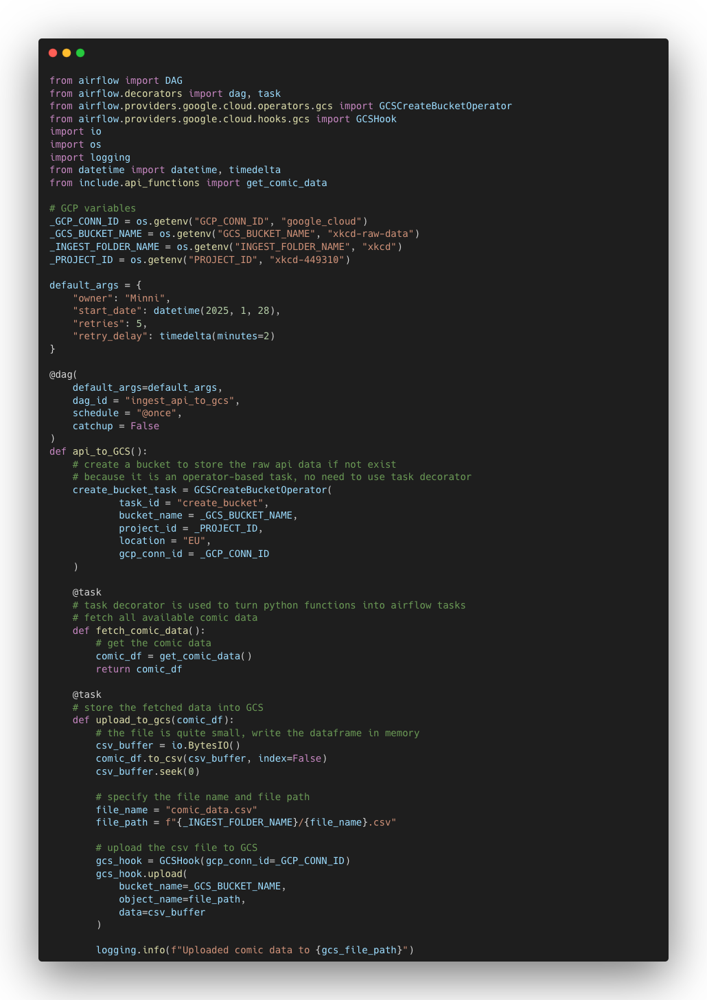 from airflow import DAG
from airflow.decorators import dag, task
from airflow.providers.google.cloud.operators.gcs import GCSCreateBucketOperator
from airflow.providers.google.cloud.hooks.gcs import GCSHook
import io
import os
import logging
from datetime import datetime, timedelta
from include.api_functions import get_comic_data

# GCP variables
_GCP_CONN_ID = os.getenv("GCP_CONN_ID", "google_cloud")
_GCS_BUCKET_NAME = os.getenv("GCS_BUCKET_NAME", "xkcd-raw-data")
_INGEST_FOLDER_NAME = os.getenv("INGEST_FOLDER_NAME", "xkcd")
_PROJECT_ID = os.getenv("PROJECT_ID", "xkcd-449310")

default_args = {
    "owner": "Minni",
    "start_date": datetime(2025, 1, 28),
    "retries": 5,
    "retry_delay": timedelta(minutes=2)
}

@dag(
    default_args=default_args,
    dag_id = "ingest_api_to_gcs",
    schedule = "@once",
    catchup = False
)
def api_to_GCS():
    # create a bucket to store the raw api data if not exist
    # because it is an operator-based task, no need to use task decorator
    create_bucket_task = GCSCreateBucketOperator(
            task_id = "create_bucket",
            bucket_name = _GCS_BUCKET_NAME,
            project_id = _PROJECT_ID,
            location = "EU",
            gcp_conn_id = _GCP_CONN_ID
    )

    @task
    # task decorator is used to turn python functions into airflow tasks
    # fetch all available comic data
    def fetch_comic_data():
        # get the comic data
        comic_df = get_comic_data()
        return comic_df

    @task
    # store the fetched data into GCS
    def upload_to_gcs(comic_df):
        # the file is quite small, write the dataframe in memory
        csv_buffer = io.BytesIO()
        comic_df.to_csv(csv_buffer, index=False)
        csv_buffer.seek(0)

        # specify the file name and file path
        file_name = "comic_data.csv"
        file_path = f"{_INGEST_FOLDER_NAME}/{file_name}.csv"

        # upload the csv file to GCS
        gcs_hook = GCSHook(gcp_conn_id=_GCP_CONN_ID)
        gcs_hook.upload(
            bucket_name=_GCS_BUCKET_NAME,
            object_name=file_path,
            data=csv_buffer
        )

        logging.info(f"Uploaded comic data to {gcs_file_path}")